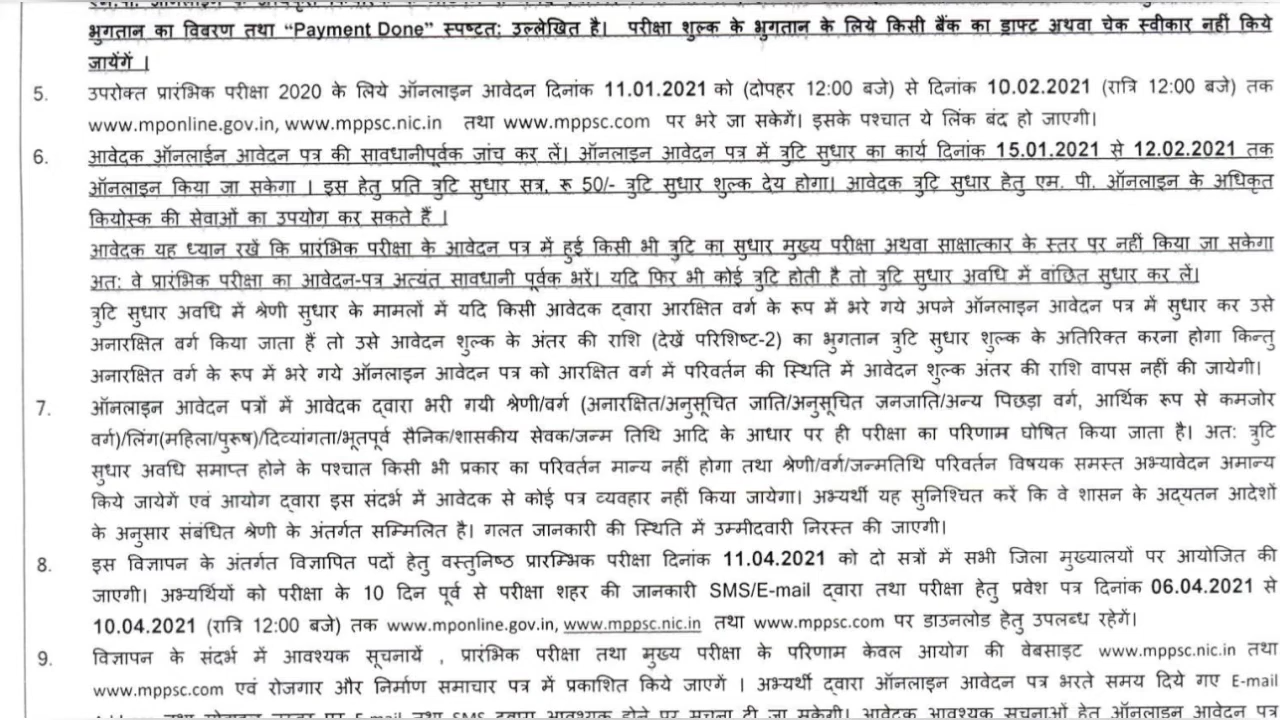 भुगतान का विवरण तथा “Payment Done” स्पष्टत: उल्लेखित है। परीक्षा शुल्क के भुगतान के लिये किसी बैंक का ड्राफ्ट अथवा चेक स्वीकार नहीं किये
जायेंगें।
5. उपरोक्त प्रारंभिक परीक्षा 2020 के लिये ऑनलाइन आवेदन दिनांक 11.01.2021 को (दोपहर 12:00 बजे) से दिनांक 10.02.2021 (रात्रि 12:00 बजे) तक
www.mponline.gov.in, www.mppsc.nic.in तथा www.mppsc.com पर भरे जा सकेगें। इसके पश्चात ये लिंक बंद हो जाएगी।
6. आवेदक ऑनलाईन आवेदन पत्र की सावधानीपूर्वक जांच कर लें। ऑनलाइन आवेदन पत्र में त्रुटि सुधार का कार्य दिनांक 15.01.2021 से 12.02.2021 तक
ऑनलाइन किया जा सकेगा । इस हेतु प्रति त्रुटि सुधार सत्र, रू 50/- त्रुटि सुधार शुल्क देय होगा। आवेदक त्रुटि सुधार हेतु एम. पी. ऑनलाइन के अधिकृत
कियोस्क की सेवाओं का उपयोग कर सकते हैं ।
आवेदक यह ध्यान रखें कि प्रारंभिक परीक्षा के आवेदन पत्र में हुई किसी भी त्रुटि का सुधार मुख्य परीक्षा अथवा साक्षात्कार के स्तर पर नहीं किया जा सकेगा
अत: वे प्रारंभिक परीक्षा का आवेदन-पत्र अत्यंत सावधानी पूर्वक भरें। यदि फिर भी कोई त्रुटि होती है तो त्रुटि सुधार अवधि में वांछित सुधार कर लें।
त्रुटि सुधार अवधि में श्रेणी सुधार के मामलों में यदि किसी आवेदक द्वारा आरक्षित वर्ग के रूप में भरे गये अपने ऑनलाइन आवेदन पत्र में सुधार कर उसे
अनारक्षित वर्ग किया जाता हैं तो उसे आवेदन शुल्क के अंतर की राशि (देखें परिशिष्ट-2) का भुगतान त्रुटि सुधार शुल्क के अतिरिक्त करना होगा किन्तु
अनारक्षित वर्ग के रूप में भरे गये ऑनलाइन आवेदन पत्र को आरक्षित वर्ग में परिवर्तन की स्थिति में आवेदन शुल्क अंतर की राशि वापस नहीं की जायेगी।
7. ऑनलाइन आवेदन पत्रों में आवेदक द्वारा भरी गयी श्रेणी/वर्ग (अनारक्षित/अनुसूचित जाति/अनुसूचित जनजाति/अन्य पिछड़ा वर्ग, आर्थिक रूप से कमजोर
वर्ग)/लिंग(महिला/पुरूष)/दिव्यांगता/भूतपूर्व सैनिक/शासकीय सेवक/जन्म तिथि आदि के आधार पर ही परीक्षा का परिणाम घोषित किया जाता है। अत: त्रुटि
सुधार अवधि समाप्त होने के पश्चात किसी भी प्रकार का परिवर्तन मान्य नहीं होगा तथा श्रेणी/वर्ग/जन्मतिथि परिवर्तन विषयक समस्त अभ्यावेदन अमान्य
किये जायेगें एवं आयोग द्वारा इस संदर्भ में आवेदक से कोई पत्र व्यवहार नहीं किया जायेगा। अभ्यर्थी यह सुनिश्चित करें कि वे शासन के अद्यतन आदेशों
के अनुसार संबंधित श्रेणी के अंतर्गत सम्मिलित है। गलत जानकारी की स्थिति में उम्मीदवारी निरस्त की जाएगी।
8. इस विज्ञापन के अंतर्गत विज्ञापित पदों हेतु वस्तुनिष्ठ प्रारम्भिक परीक्षा दिनांक 11.04.2021 को दो सत्रों में सभी जिला मुख्यालयों पर आयोजित की
जाएगी। अभ्यर्थियों को परीक्षा के 10 दिन पूर्व से परीक्षा शहर की जानकारी SMS/E-mail द्वारा तथा परीक्षा हेतु प्रवेश पत्र दिनांक 06.04.2021 से
10.04.2021 (रात्रि 12:00 बजे) तक www.mponline.gov.in, www.mppsc.nic.in तथा www.mppsc.com पर डाउनलोड हेतु उपलब्ध रहेगें।
9. विज्ञापन के संदर्भ में आवश्यक सूचनायें , प्रारंभिक परीक्षा तथा मुख्य परीक्षा के परिणाम केवल आयोग की वेबसाइट www.mppsc.nic.in तथा
www.mppsc.com एवं रोजगार और निर्माण समाचार पत्र में प्रकाशित किये जाएगें । अभ्यर्थी द्वारा ऑनलाइन आवेदन पत्र भरते समय दिये गए E-mail